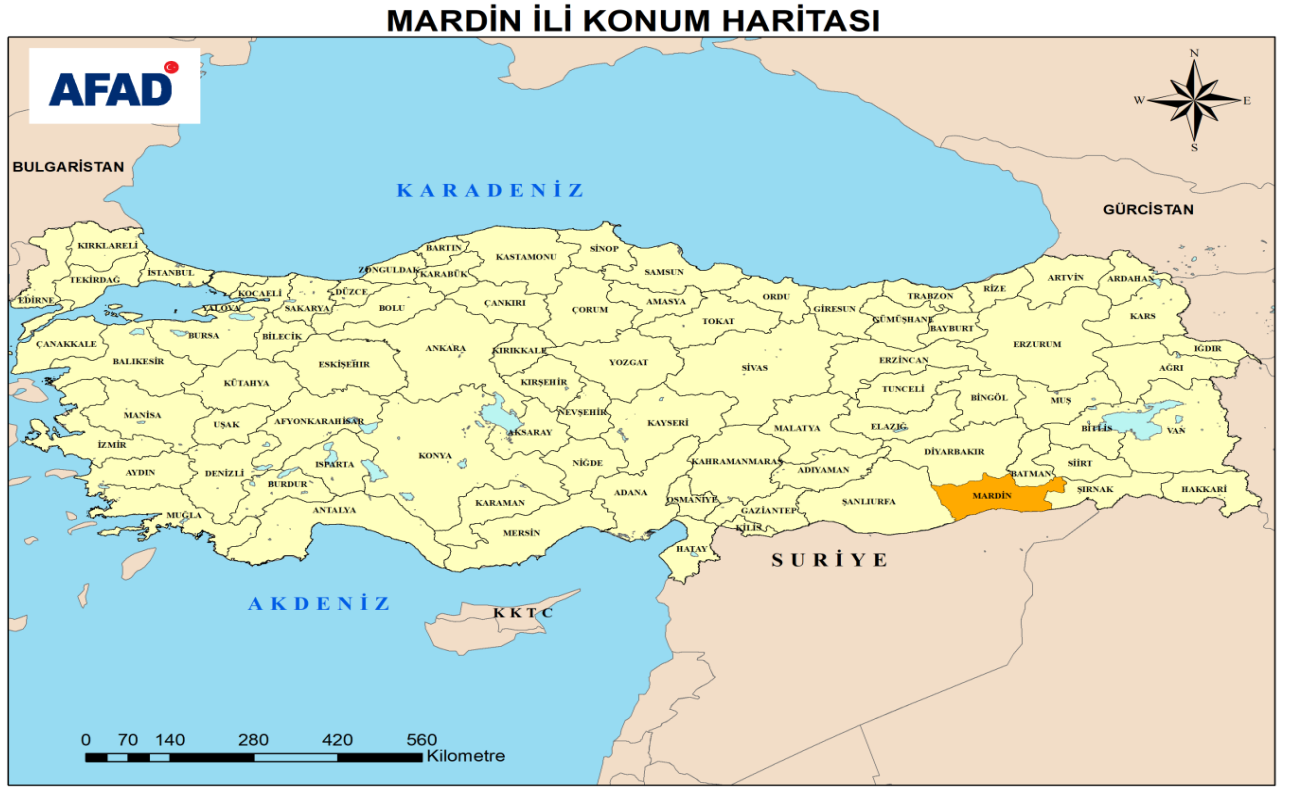 MARDİN İLİ KONUM HARİTASI
AFAD
N
W E
S
BULGARİSTAN
KARADENİZ
GÜRCİSTAN
KIRKLARELİ
TEKİRDAĞ
İSTANBUL
EDİRNE
KOCAELİ
YALOVA
SAKARYA
DÜZCE
ZONGULDAK
BARTIN
KARABÜK
KASTAMONU
SİNOP
SAMSUN
BOLU
ÇANKIRI
ÇORUM
AMASYA
TOKAT
ORDU
GİRESUN
TRABZON
GÜMÜŞHANE
BAYBURT
RİZE
ARTVİN
ARDAHAN
KARS
IĞDIR
AĞRI
ERZURUM
ERZİNCAN
ÇANAKKALE
BALIKESİR
BURSA
BİLECİK
ESKİŞEHİR
KÜTAHYA
ANKARA
KIRIKKALE
KIRŞEHİR
YOZGAT
SİVAS
TUNCELİ
BİNGÖL
MUŞ
BİTLİS
VAN
MANİSA
UŞAK
AFYONKARAHİSAR
İZMİR
AYDIN
DENİZLİ
ISPARTA
BURDUR
MUĞLA
ANTALYA
KONYA
AKSARAY
NEVŞEHİR
NİĞDE
KAYSERİ
MALATYA
ELAZIĞ
DİYARBAKIR
KAHRAMANMARAŞ
ADIYAMAN
SİİRT
BATMAN
MARDİN
ŞIRNAK
HAKKARİ
KARAMAN
MERSİN
ADANA
OSMANİYE
GAZİANTEP
KİLİS
ŞANLIURFA
HATAY
SURİYE
AKDENİZ
KKTC
0 70 140 280 420 560
Kilometre